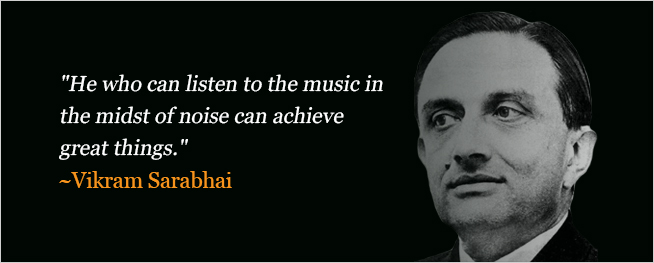 "He who can listen to the music in
the midst of noise can achieve
great things."
~Vikram Sarabhai